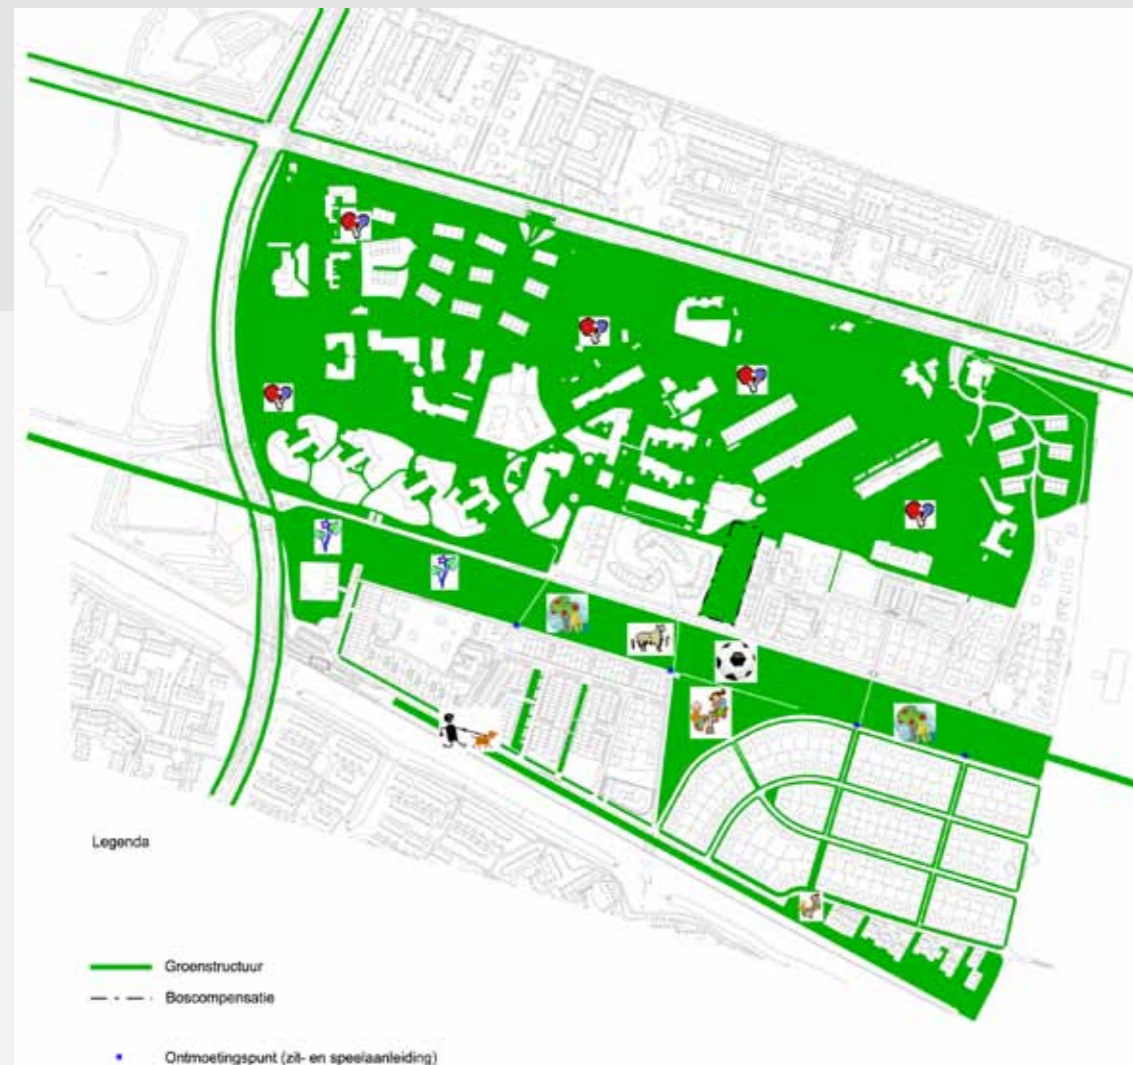 Legenda
Groenstructuur
Boscompensatie
Ontmoetingspunt (zit- en speelaanleiding)